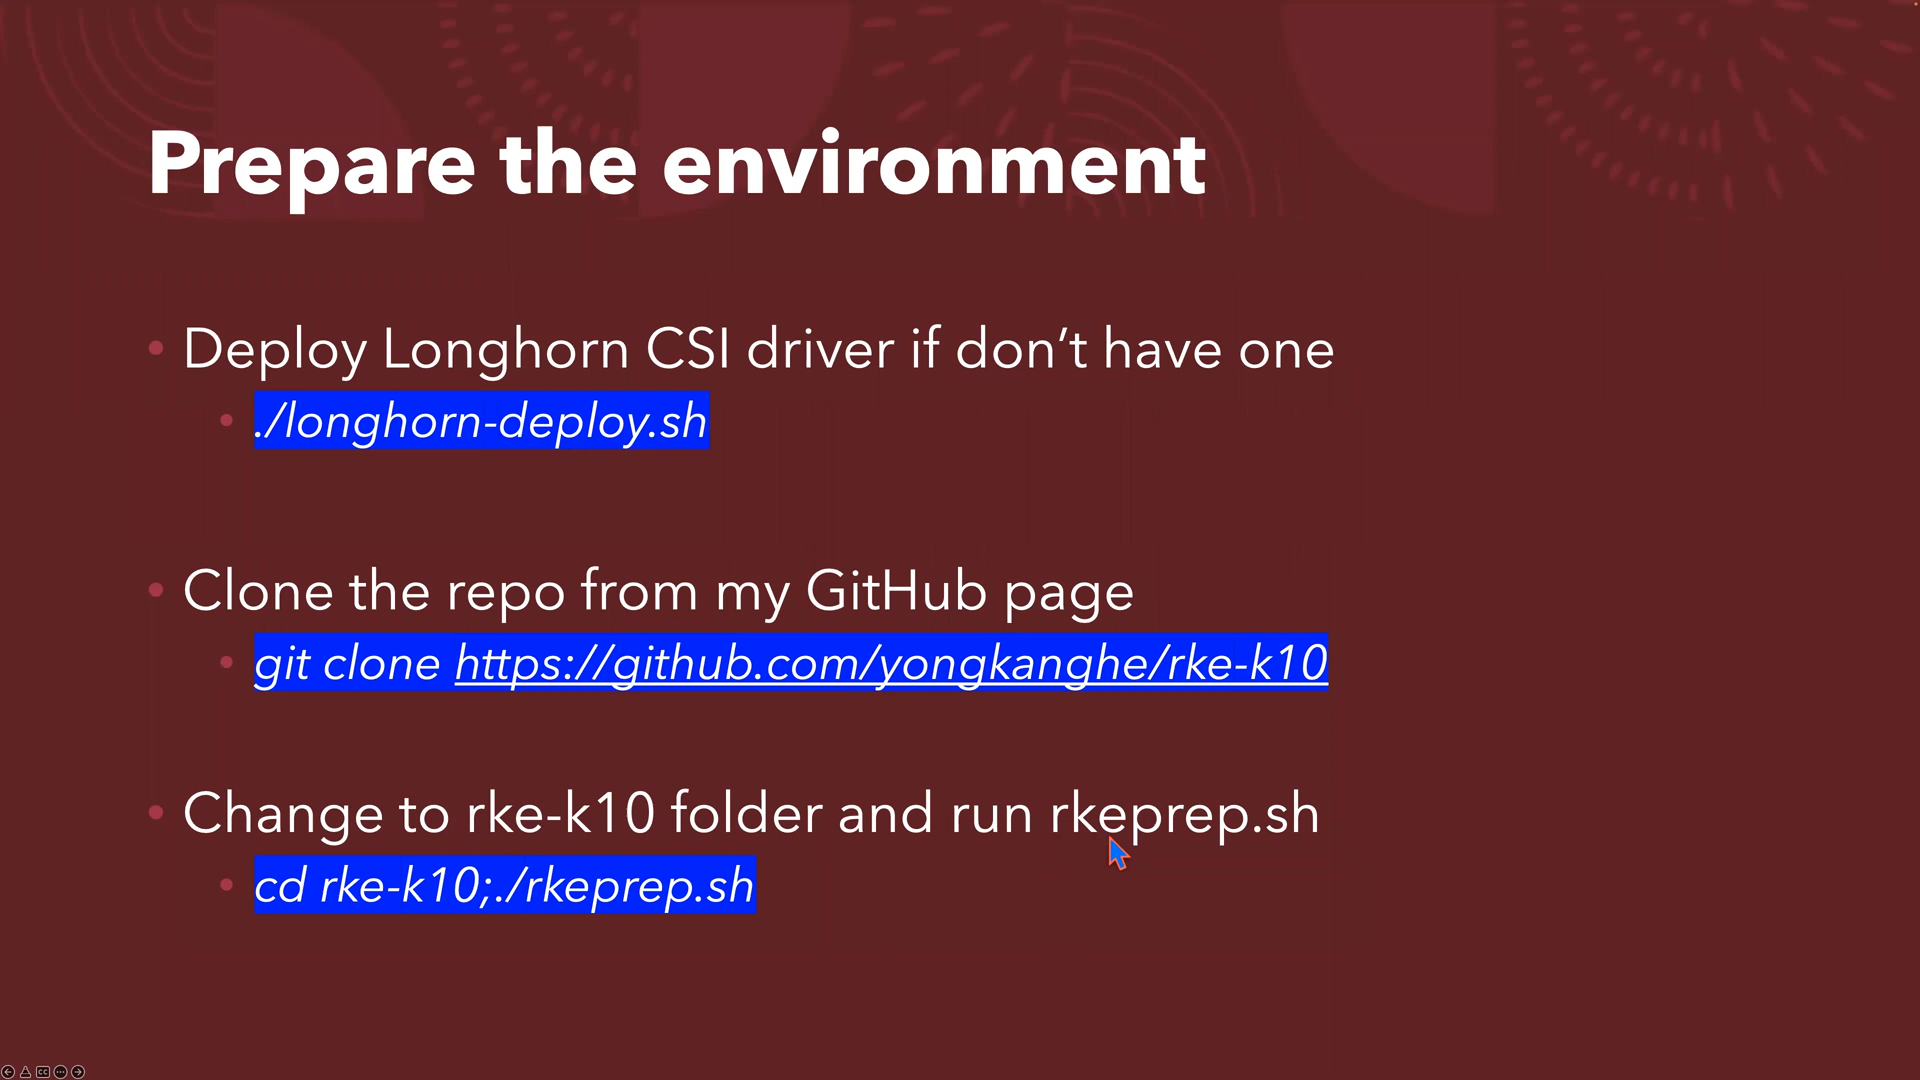 Prepare the environment
• Deploy Longhorn CSI driver if don’t have one
• ./longhorn-deploy.sh
• Clone the repo from my GitHub page
• git clone https://github.com/yongkanghe/rke-k10
• Change to rke-k10 folder and run rkeprep.sh
• cd rke-k10;./rkeprep.sh